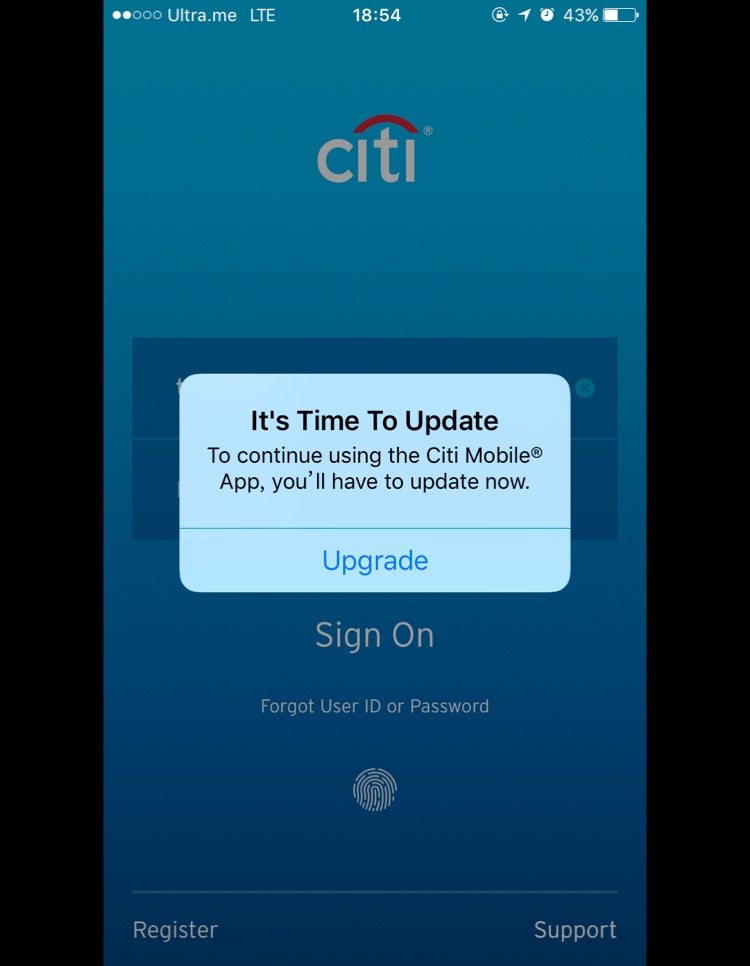 Ultra.me LTE 18:54 43%
citi®
It's Time To Update
To continue using the Citi Mobile®
App, you’ll have to update now.
Upgrade
Sign On
Forgot User ID or Password
Register Support